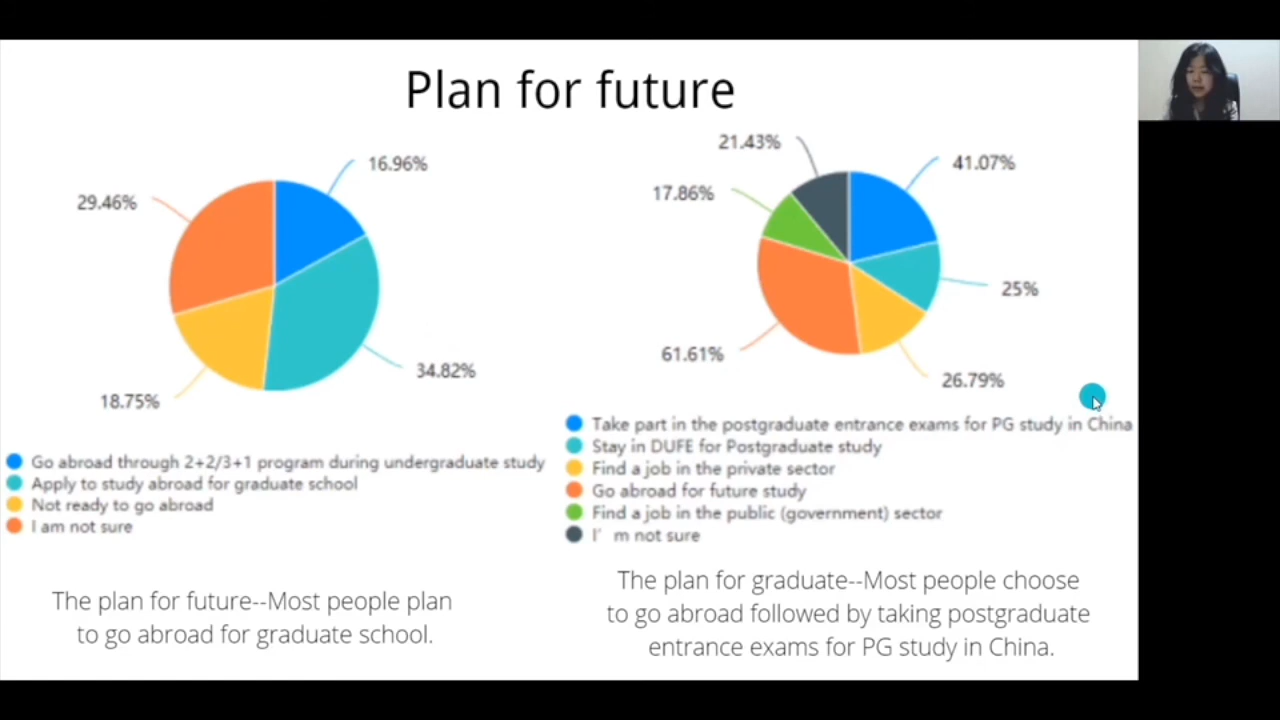 Plan for future
16.96%
29.46%
34.82%
18.75%
Go abroad through 2+2/3+1 program during undergraduate study
Apply to study abroad for graduate school
Not ready to go abroad
I am not sure
The plan for future--Most people plan
to go abroad for graduate school.
21.43%
41.07%
17.86%
25%
61.61%
26.79%
Take part in the postgraduate entrance exams for PG study in China
Stay in DUFE for Postgraduate study
Find a job in the private sector
Go abroad for future study
Find a job in the public (government) sector
I' m not sure
The plan for graduate--Most people choose
to go abroad followed by taking postgraduate
entrance exams for PG study in China.